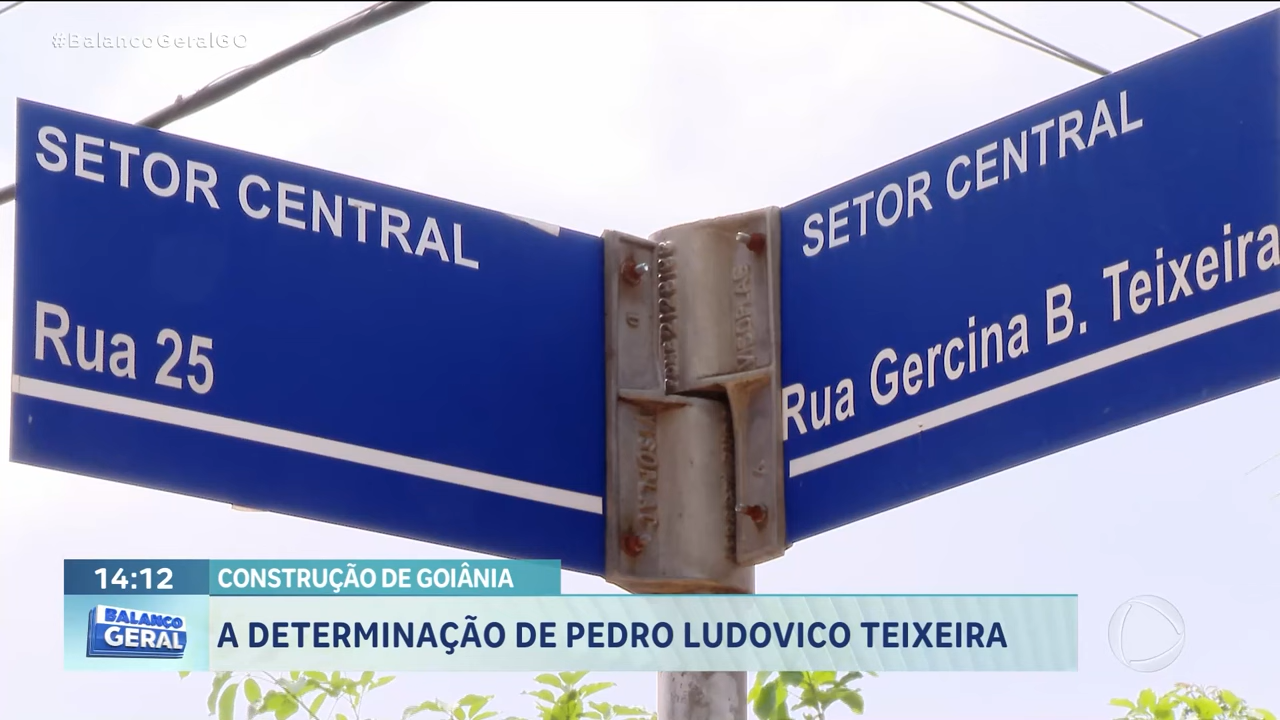 #BalancoGeralGO
SETOR CENTRAL
Rua 25
SETOR CENTRAL
Rua Gercina B. Teixeira
VISOPLAS
14:12
CONSTRUÇÃO DE GOIÂNIA
BALANCO
GERAL
A DETERMINAÇÃO DE PEDRO LUDOVICO TEIXEIRA